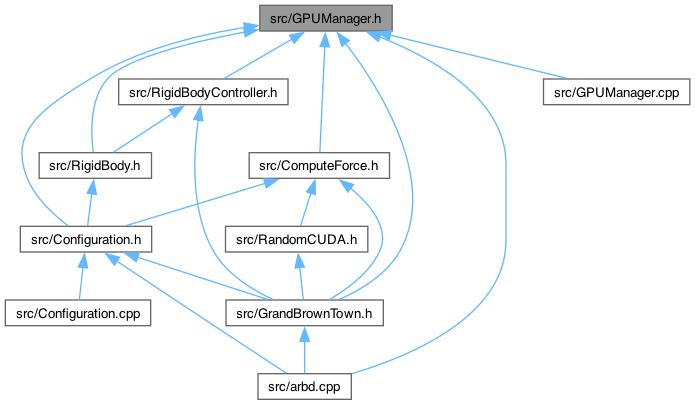 src/GPUManager.h
src/RigidBodyController.h
src/GPUManager.cpp
src/RigidBody.h
src/ComputeForce.h
src/Configuration.h
src/RandomCUDA.h
src/Configuration.cpp
src/GrandBrownTown.h
src/arbd.cpp